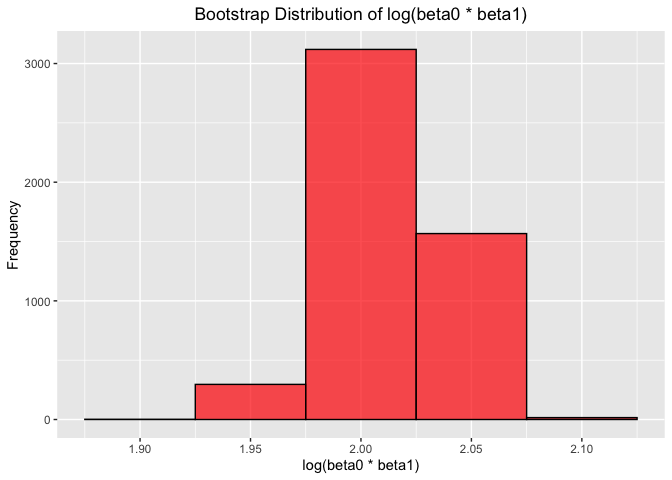 Bootstrap Distribution of log(beta0 * beta1)
3000
2000
1000
0
Frequency
1.90 1.95 2.00 2.05 2.10
log(beta0 * beta1)